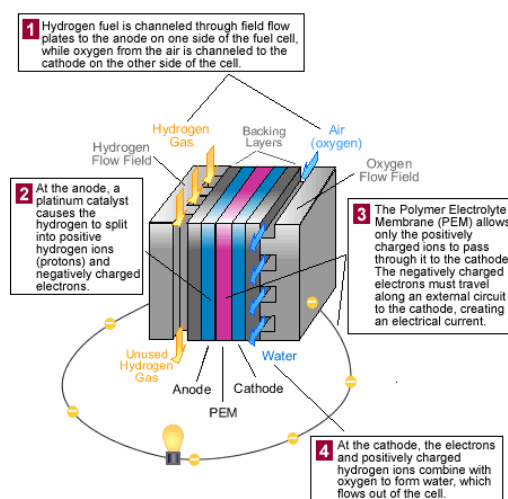 1 Hydrogen fuel is channeled through field flow
plates to the anode on one side of the fuel cell,
while oxygen from the air is channeled to the
cathode on the other side of the cell.
Hydrogen
Gas
Backing
Layers
Air
(oxygen)
Hydrogen
Flow Field
Oxygen
Flow Field
2 At the anode, a
platinum catalyst
causes the
hydrogen to split
into positive
hydrogen ions
(protons) and
negatively charged
electrons.
3 The Polymer Electrolyte
Membrane (PEM) allows
only the positively
charged ions to pass
through it to the cathode.
The negatively charged
electrons must travel
along an external circuit
to the cathode, creating
an electrical current.
Unused
Hydrogen
Gas
Water
Anode
Cathode
PEM
4 At the cathode, the electrons
and positively charged
hydrogen ions combine with
oxygen to form water, which
flows out of the cell.